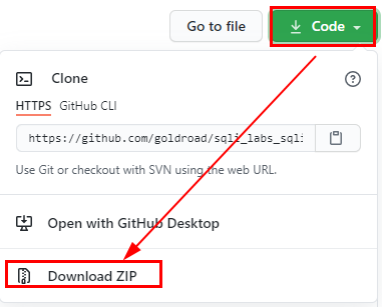 Go to file
Code
Clone
HTTPS GitHub CLI
https://github.com/goldroad/sqli_labs_sqli
Use Git or checkout with SVN using the web URL.
Open with GitHub Desktop
Download ZIP